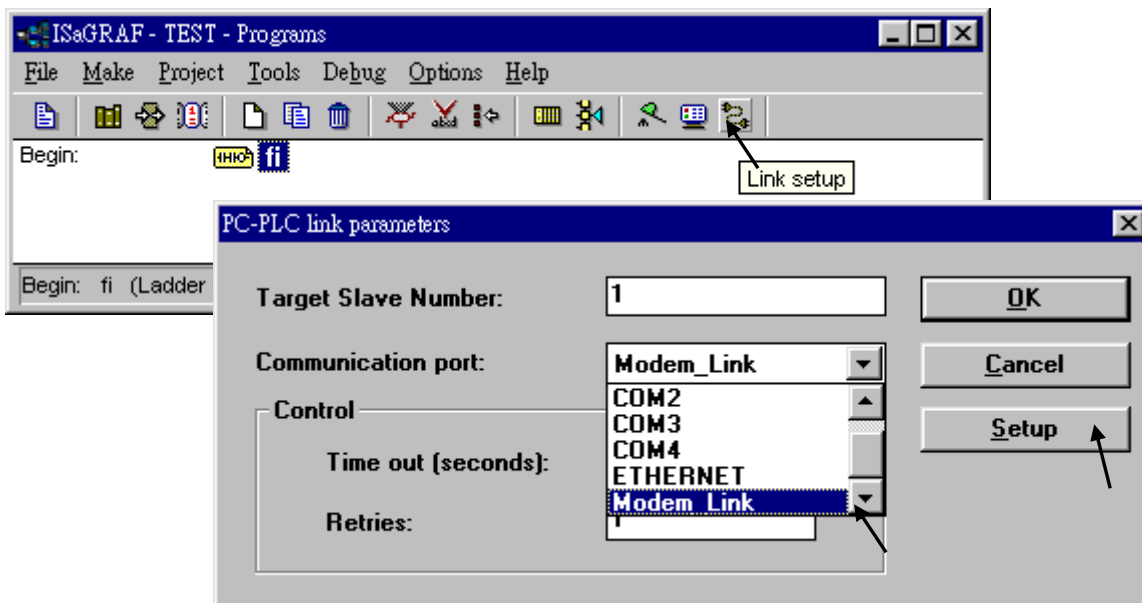 ISaGRAF - TEST - Programs
File Make Project Tools Debug Options Help
Begin: fi
Link setup
Begin: fi (Ladder
PC-PLC link parameters
Target Slave Number: 1 OK
Communication port: Modem_Link Cancel
COM2
Control COM3 Setup
COM4
Time out (seconds): ETHERNET
Modem_Link
Retries: